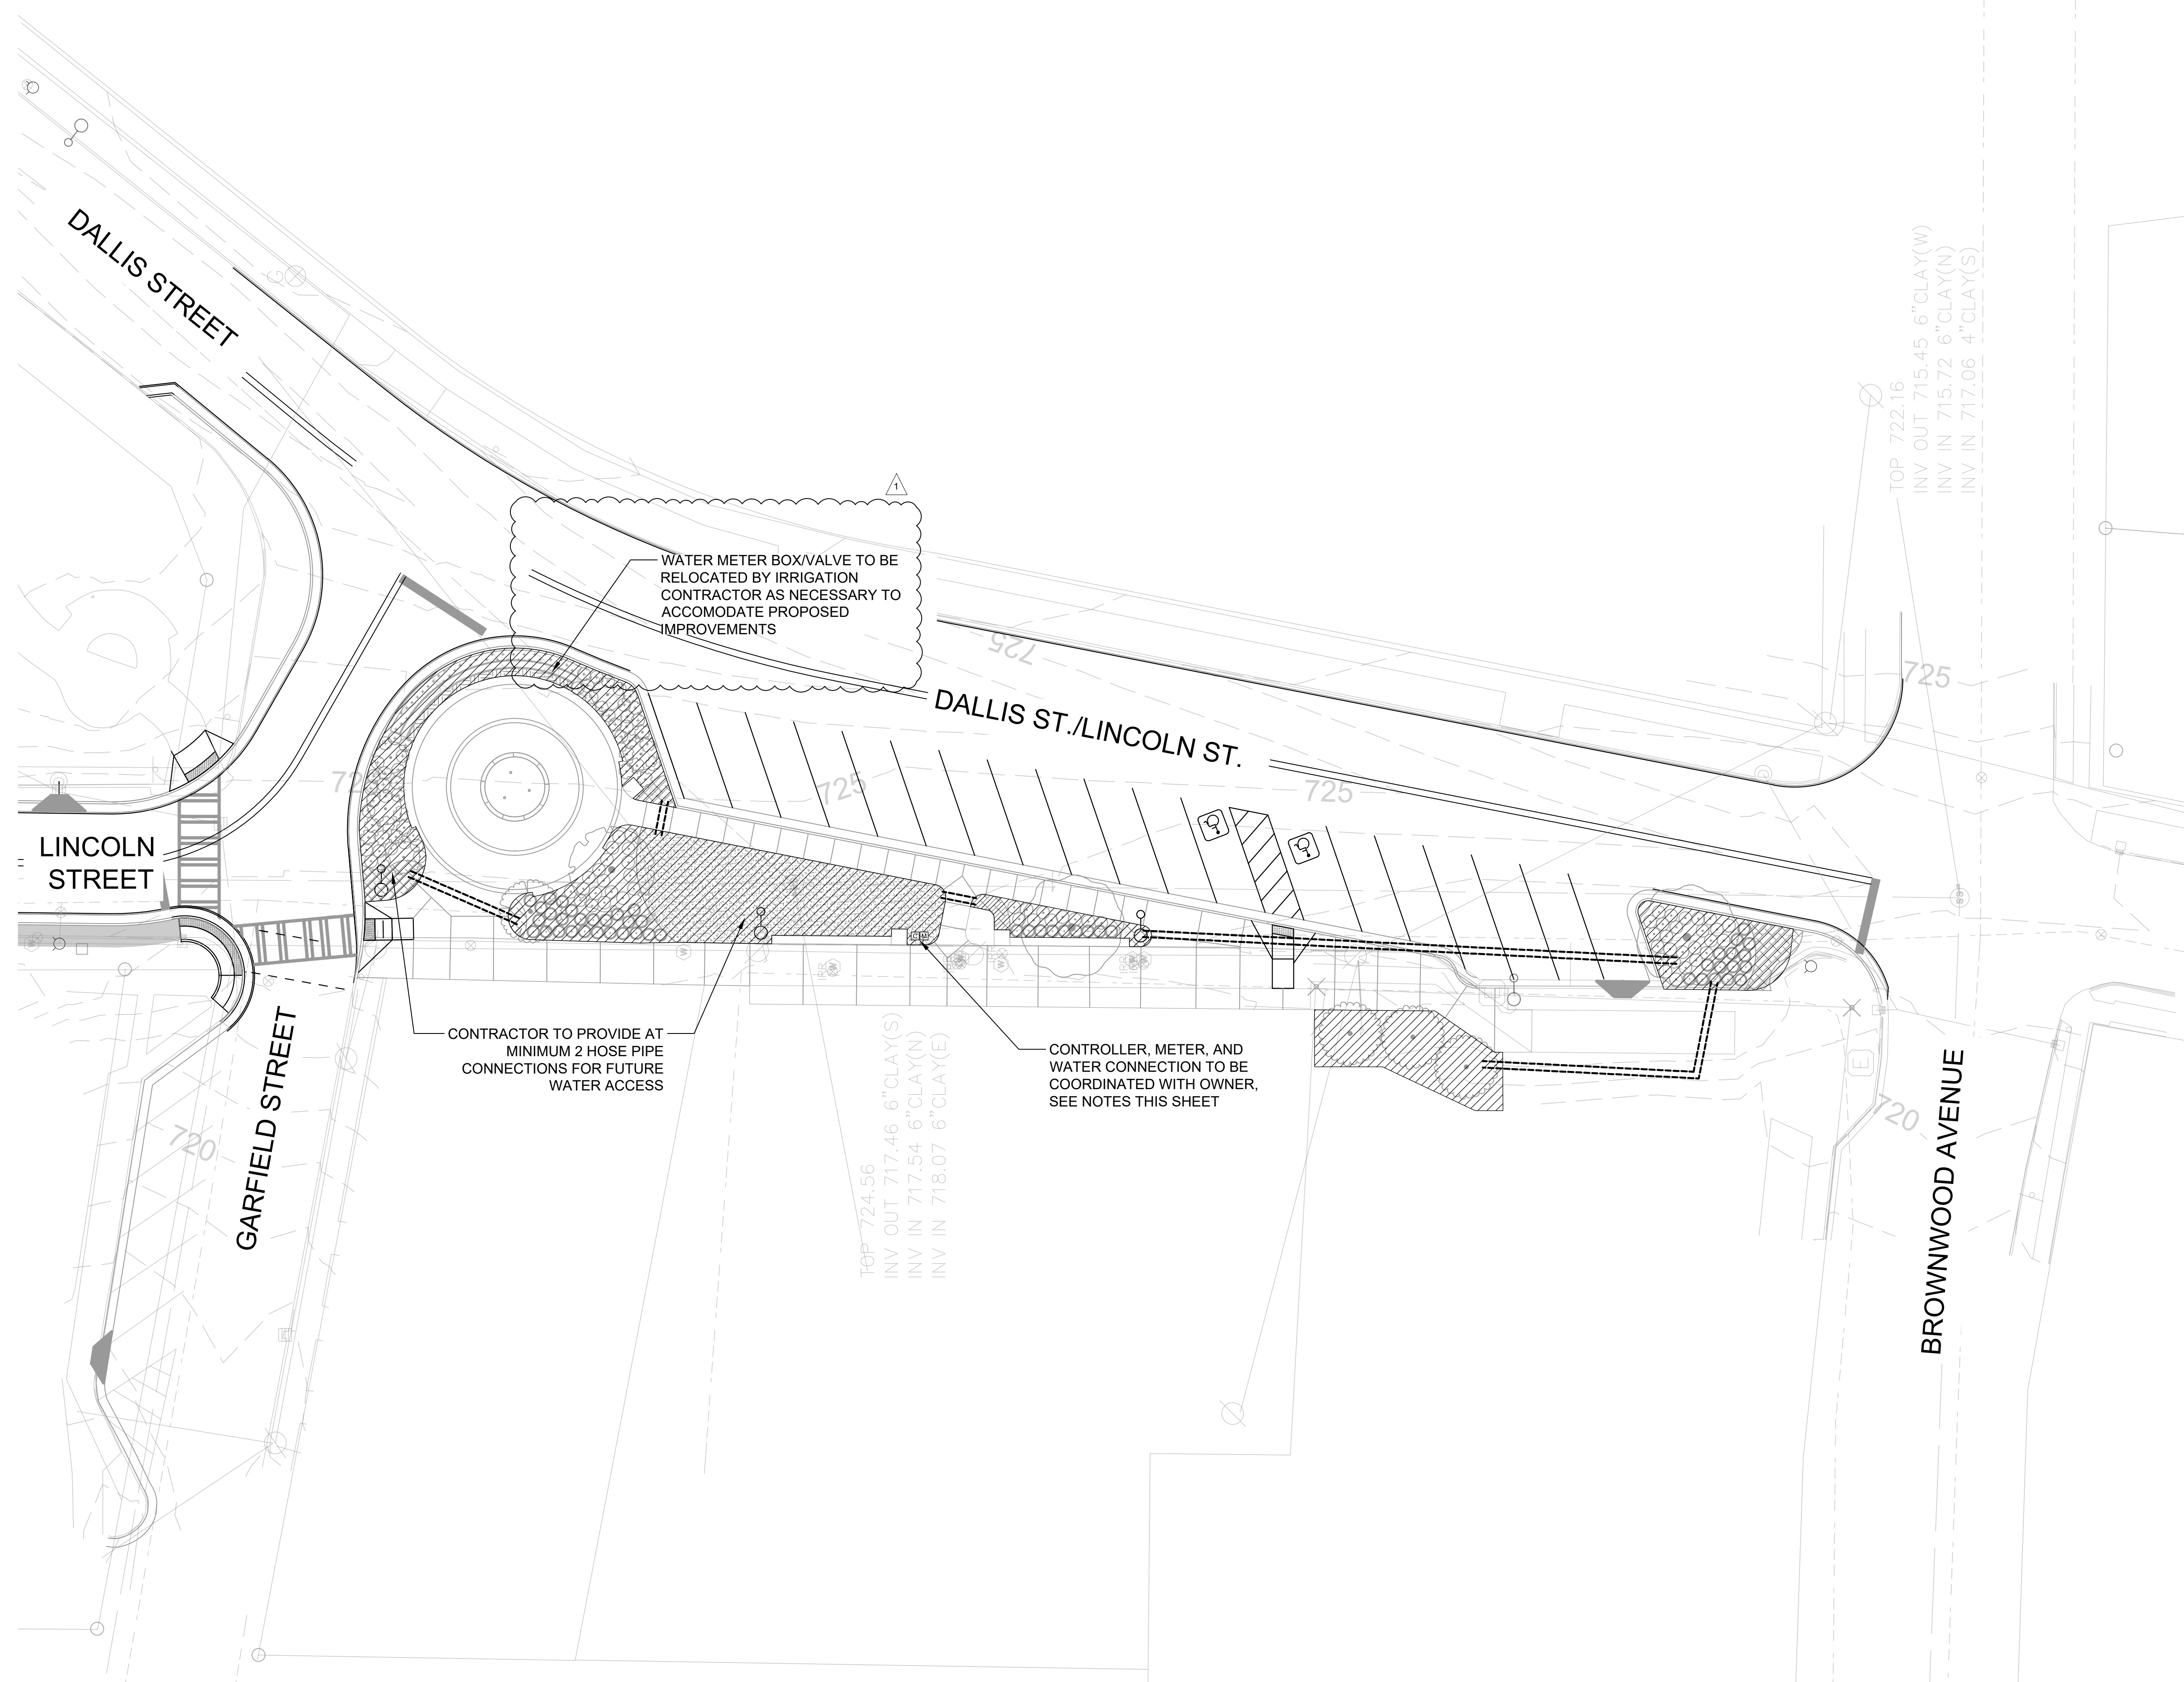 DALLIS STREET
G
TOP 722.16
INV OUT 715.45 6"CLAY(W)
INV IN 715.72 6"CLAY(N)
INV IN 717.06 4"CLAY(S)
1
WATER METER BOX/VALVE TO BE
RELOCATED BY IRRIGATION
CONTRACTOR AS NECESSARY TO
ACCOMODATE PROPOSED
IMPROVEMENTS
725
725
DALLIS ST./LINCOLN ST.
725
725
LINCOLN
STREET
CONTRACTOR TO PROVIDE AT
MINIMUM 2 HOSE PIPE
CONNECTIONS FOR FUTURE
WATER ACCESS
CONTROLLER, METER, AND
WATER CONNECTION TO BE
COORDINATED WITH OWNER,
SEE NOTES THIS SHEET
C M
E
720
720
GARFIELD STREET
TOP 724.56
INV OUT 717.46 6"CLAY(S)
INV IN 717.54 6"CLAY(N)
INV IN 718.07 6"CLAY(E)
BROWNWOOD AVENUE